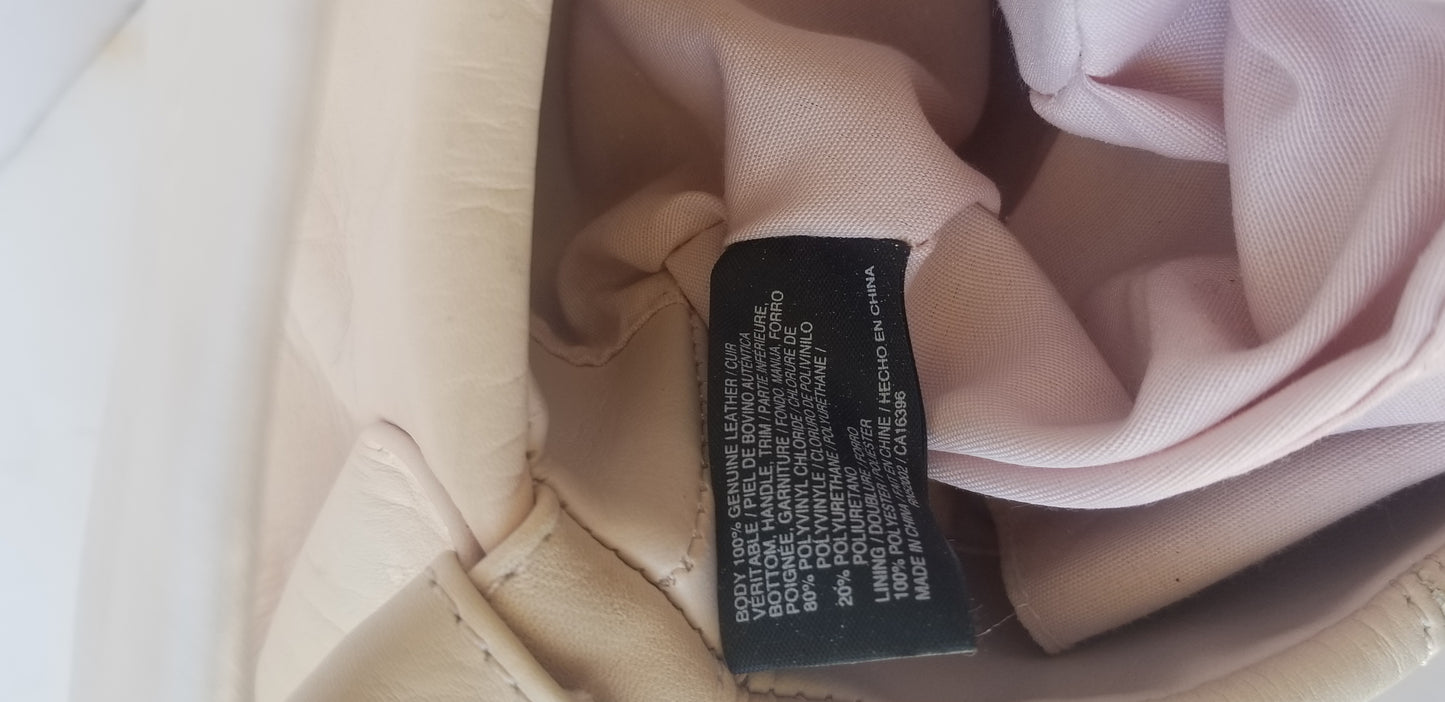 BODY 100% GENUINE LEATHER / CUIR
VÉRITABLE / PIEL DE BOVINO AUTÉNTICA
BOTTOM, HANDLE, TRIM / PARTIE INFÉRIEURE,
POIGNÉE, GARNITURE / FONDO, MANIJA, FORRO
80% POLYVINYL CHLORIDE / CHLORURE DE
POLYVINYLE / CLORURO DE POLIVINILO
20% POLYURETHANE / POLYURÉTHANE /
POLIURETANO
LINING / DOUBLURE / FORRO
100% POLYESTER / POLYESTER
MADE IN CHINA / FAIT EN CHINE / HECHO EN CHINA
CA16396